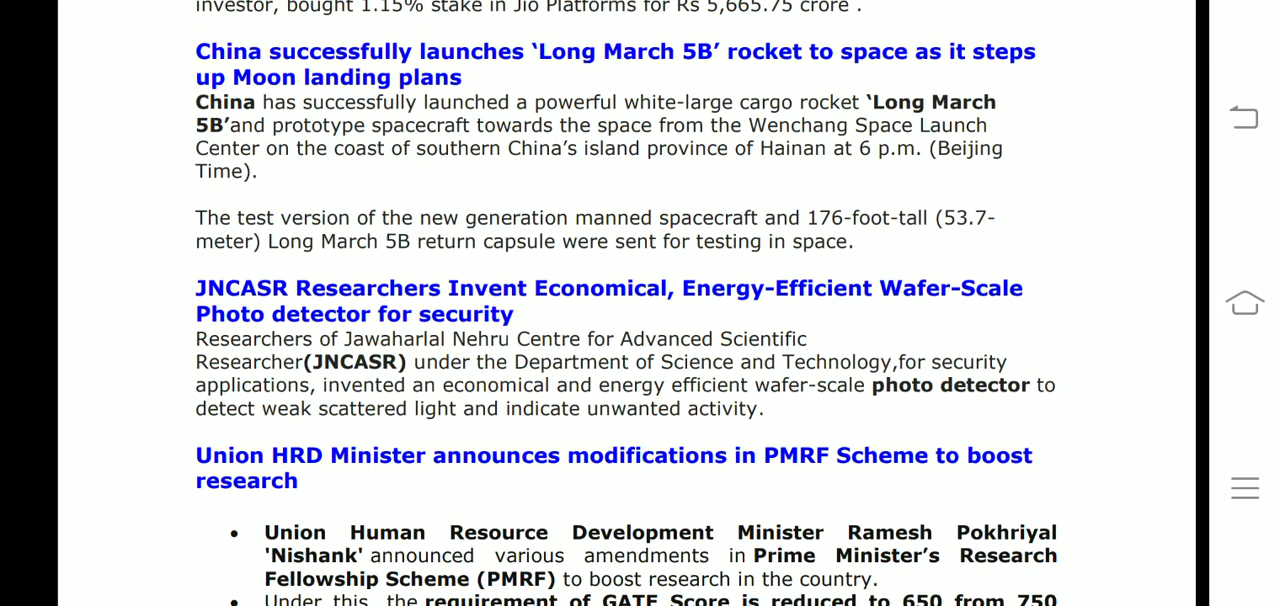 investor, bought 1.15% stake in Jio Platforms for Rs 5,665.75 crore .
China successfully launches ‘Long March 5B’ rocket to space as it steps
up Moon landing plans
China has successfully launched a powerful white-large cargo rocket ‘Long March
5B’and prototype spacecraft towards the space from the Wenchang Space Launch
Center on the coast of southern China’s island province of Hainan at 6 p.m. (Beijing
Time).
The test version of the new generation manned spacecraft and 176-foot-tall (53.7-
meter) Long March 5B return capsule were sent for testing in space.
JNCASR Researchers Invent Economical, Energy-Efficient Wafer-Scale
Photo detector for security
Researchers of Jawaharlal Nehru Centre for Advanced Scientific
Researcher(JNCASR) under the Department of Science and Technology,for security
applications, invented an economical and energy efficient wafer-scale photo detector to
detect weak scattered light and indicate unwanted activity.
Union HRD Minister announces modifications in PMRF Scheme to boost
research
• Union Human Resource Development Minister Ramesh Pokhriyal
'Nishank' announced various amendments in Prime Minister’s Research
Fellowship Scheme (PMRF) to boost research in the country.
• Under this, the requirement of GATE Score is reduced to 650 from 750